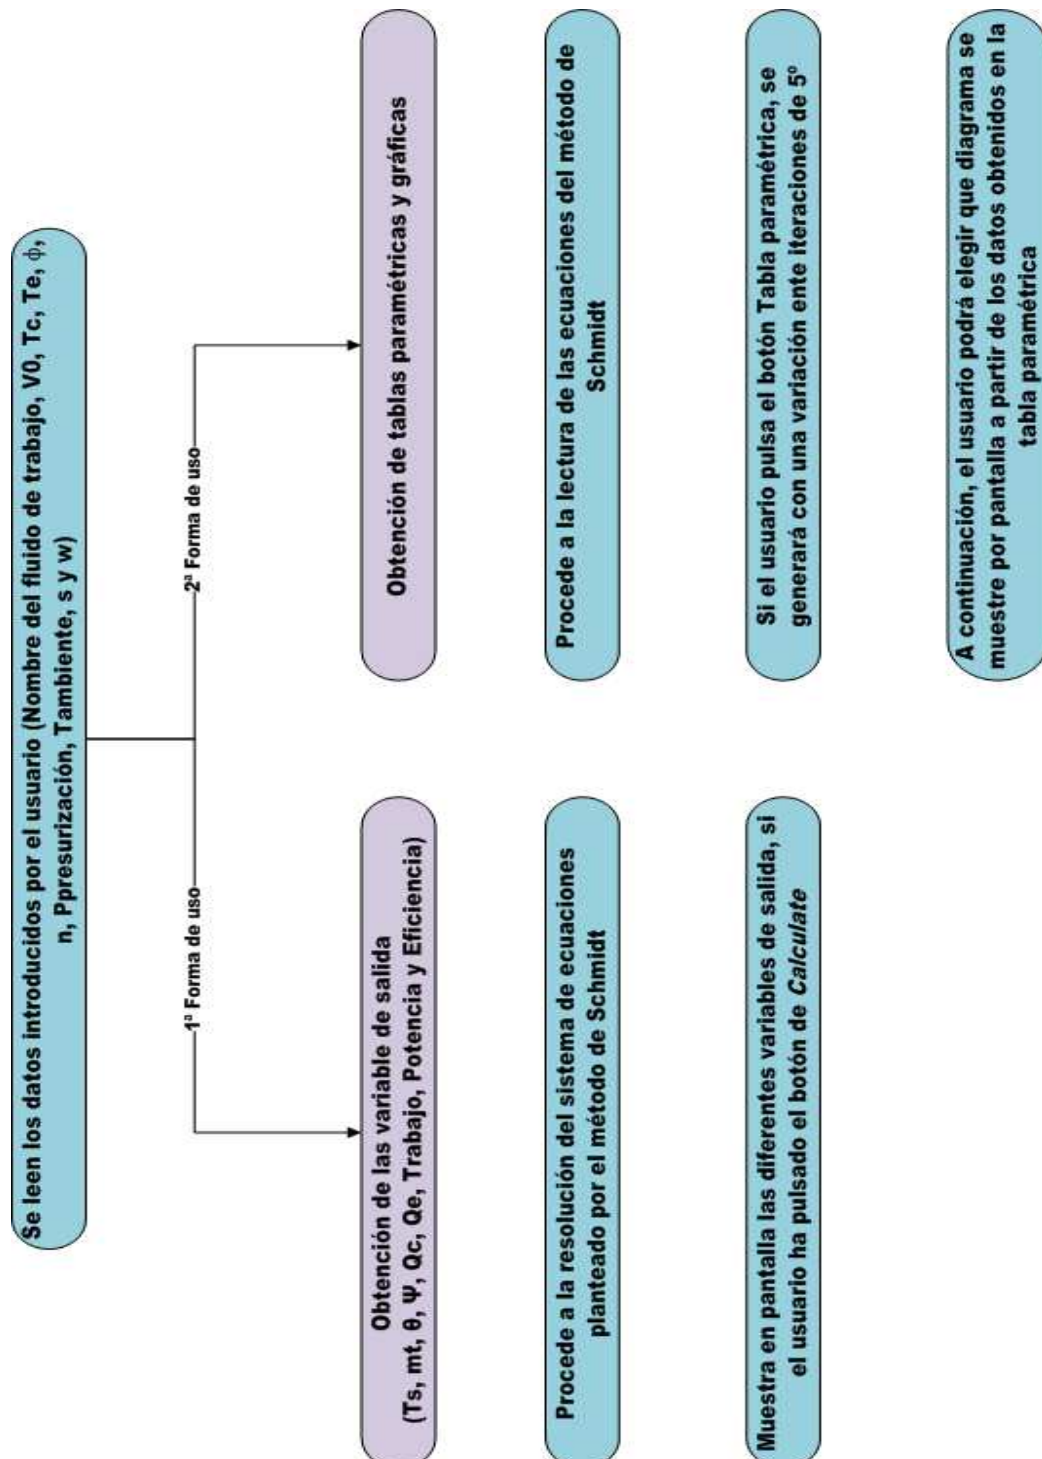 Se leen los datos introducidos por el usuario (Nombre del fluido de trabajo, V0, Tc, Te, ϕ,
n, Ppresurización, Tambiente, s y w)
1ª Forma de uso
2ª Forma de uso
Obtención de las variable de salida
(Ts, mt, θ, Ψ, Qc, Qe, Trabajo, Potencia y Eficiencia)
Procede a la resolución del sistema de ecuaciones
planteado por el método de Schmidt
Muestra en pantalla las diferentes variables de salida, si
el usuario ha pulsado el botón de Calculate
Obtención de tablas paramétricas y gráficas
Procede a la lectura de las ecuaciones del método de
Schmidt
Si el usuario pulsa el botón Tabla paramétrica, se
generará con una variación ente iteraciones de 5º
A continuación, el usuario podrá elegir que diagrama se
muestre por pantalla a partir de los datos obtenidos en la
tabla paramétrica